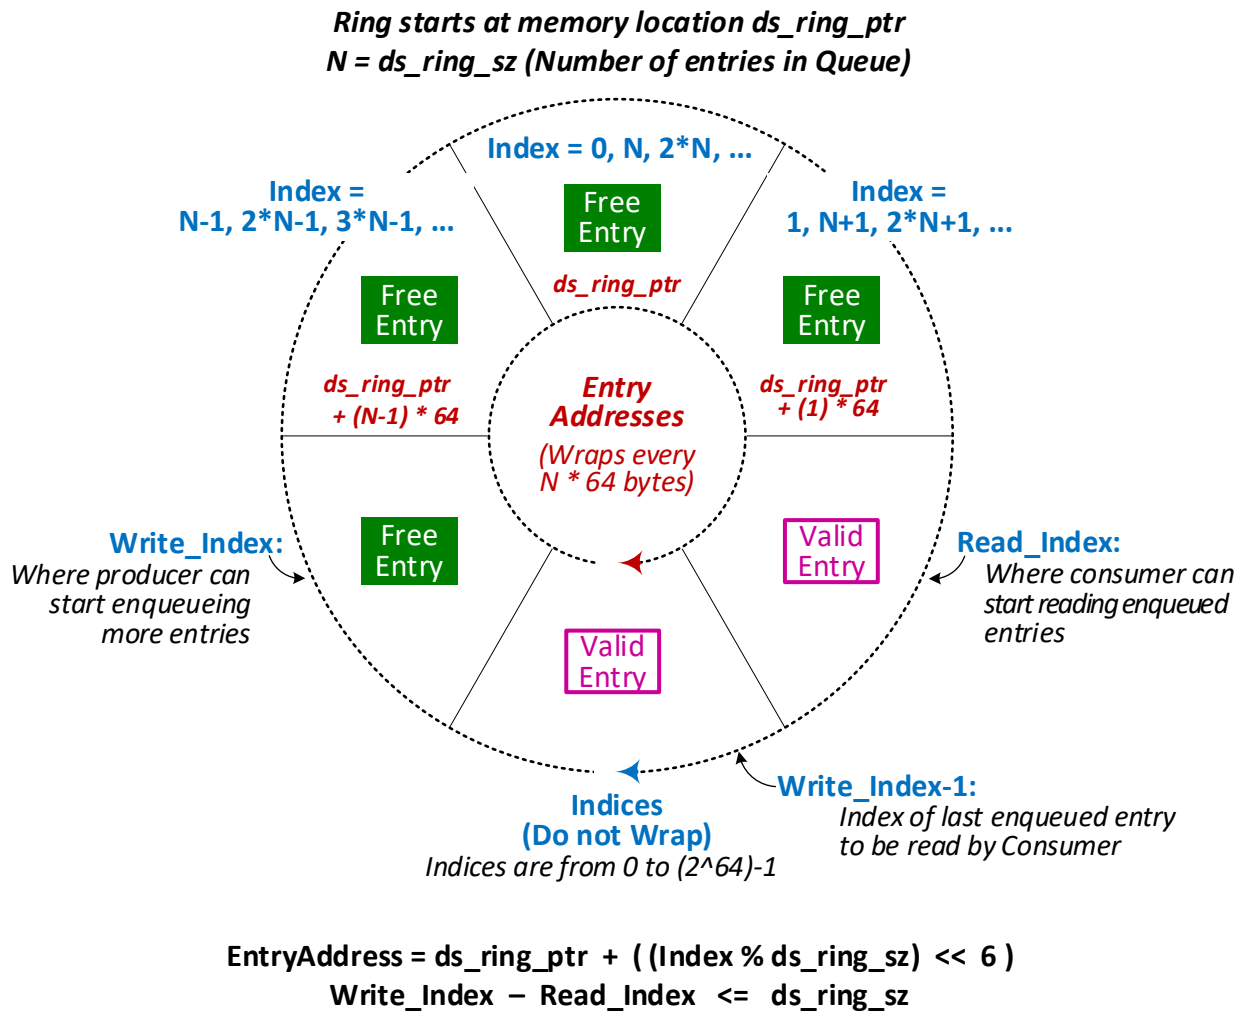 Ring starts at memory location ds_ring_ptr
N = ds_ring_sz (Number of entries in Queue)
Index = 0, N, 2*N, ...
Index =
N-1, 2*N-1, 3*N-1, ...
Index =
1, N+1, 2*N+1, ...
Free
Entry
Free
Entry
Free
Entry
ds_ring_ptr
ds_ring_ptr
+ (N-1) * 64
Entry
Addresses
(Wraps every
N * 64 bytes)
ds_ring_ptr
+ (1) * 64
Write_Index:
Where producer can
start enqueueing
more entries
Free
Entry
Valid
Entry
Read_Index:
Where consumer can
start reading enqueued
entries
Valid
Entry
Write_Index-1:
Index of last enqueued entry
to be read by Consumer
Indices
(Do not Wrap)
Indices are from 0 to (2^64)-1
EntryAddress = ds_ring_ptr + ( (Index % ds_ring_sz) << 6 )
Write_Index – Read_Index <= ds_ring_sz